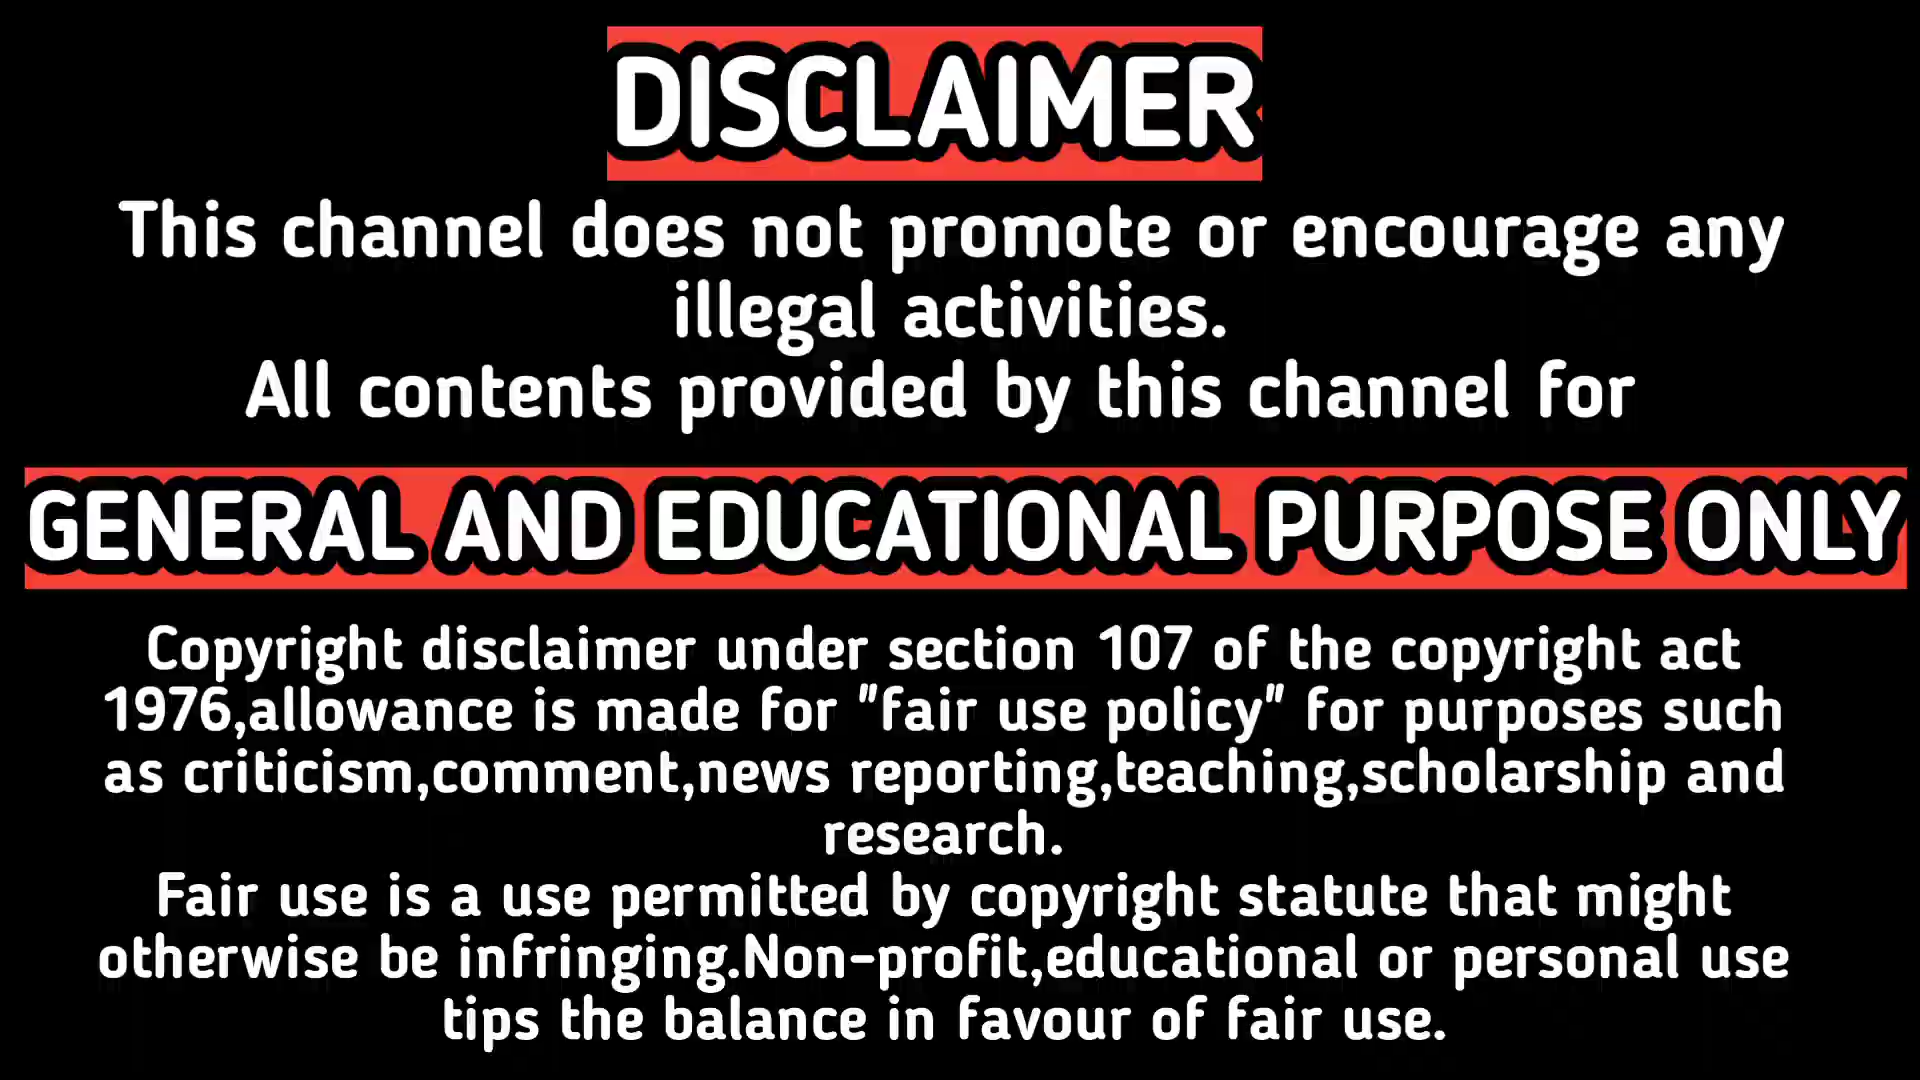 DISCLAIMER
This channel does not promote or encourage any
illegal activities.
All contents provided by this channel for
GENERAL AND EDUCATIONAL PURPOSE ONLY
Copyright disclaimer under section 107 of the copyright act
1976,allowance is made for "fair use policy" for purposes such
as criticism,comment,news reporting,teaching,scholarship and
research.
Fair use is a use permitted by copyright statute that might
otherwise be infringing.Non-profit,educational or personal use
tips the balance in favour of fair use.